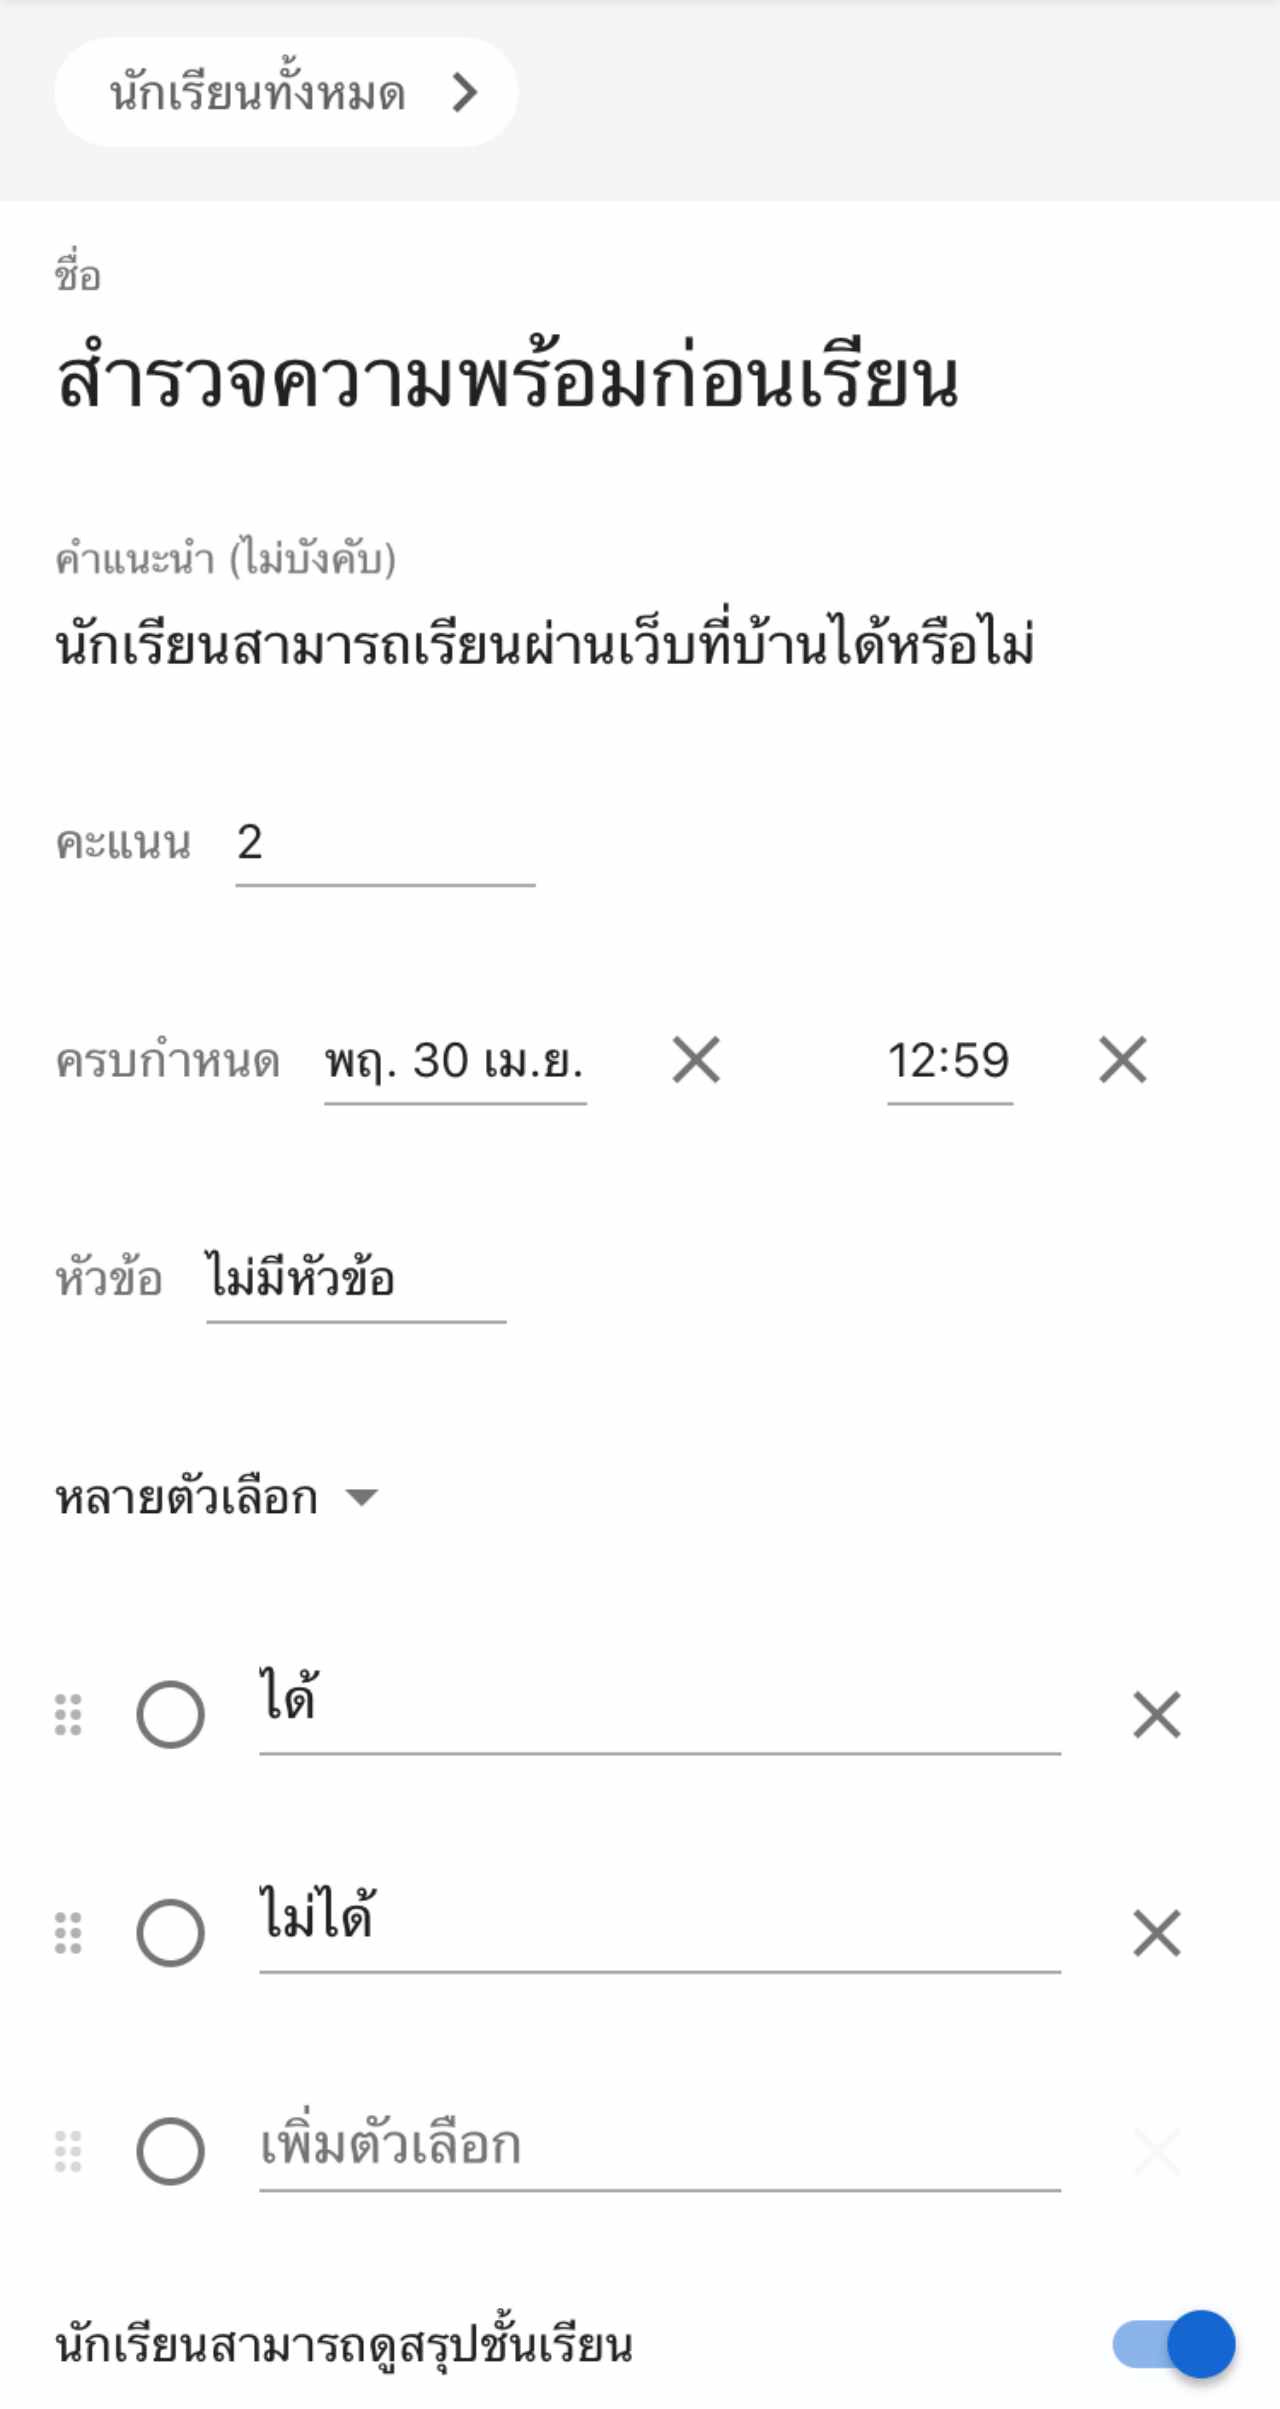 นักเรียนทั้งหมด
ชื่อ
สำรวจความพร้อมก่อนเรียน
คำแนะนำ (ไม่บังคับ)
นักเรียนสามารถเรียนผ่านเว็บที่บ้านได้หรือไม่
คะแนน 2
ครบกำหนด พฤ. 30 เม.ย. 12:59
หัวข้อ ไม่มีหัวข้อ
หลายตัวเลือก
ได้
ไม่ได้
เพิ่มตัวเลือก
นักเรียนสามารถดูสรุปชั้นเรียน